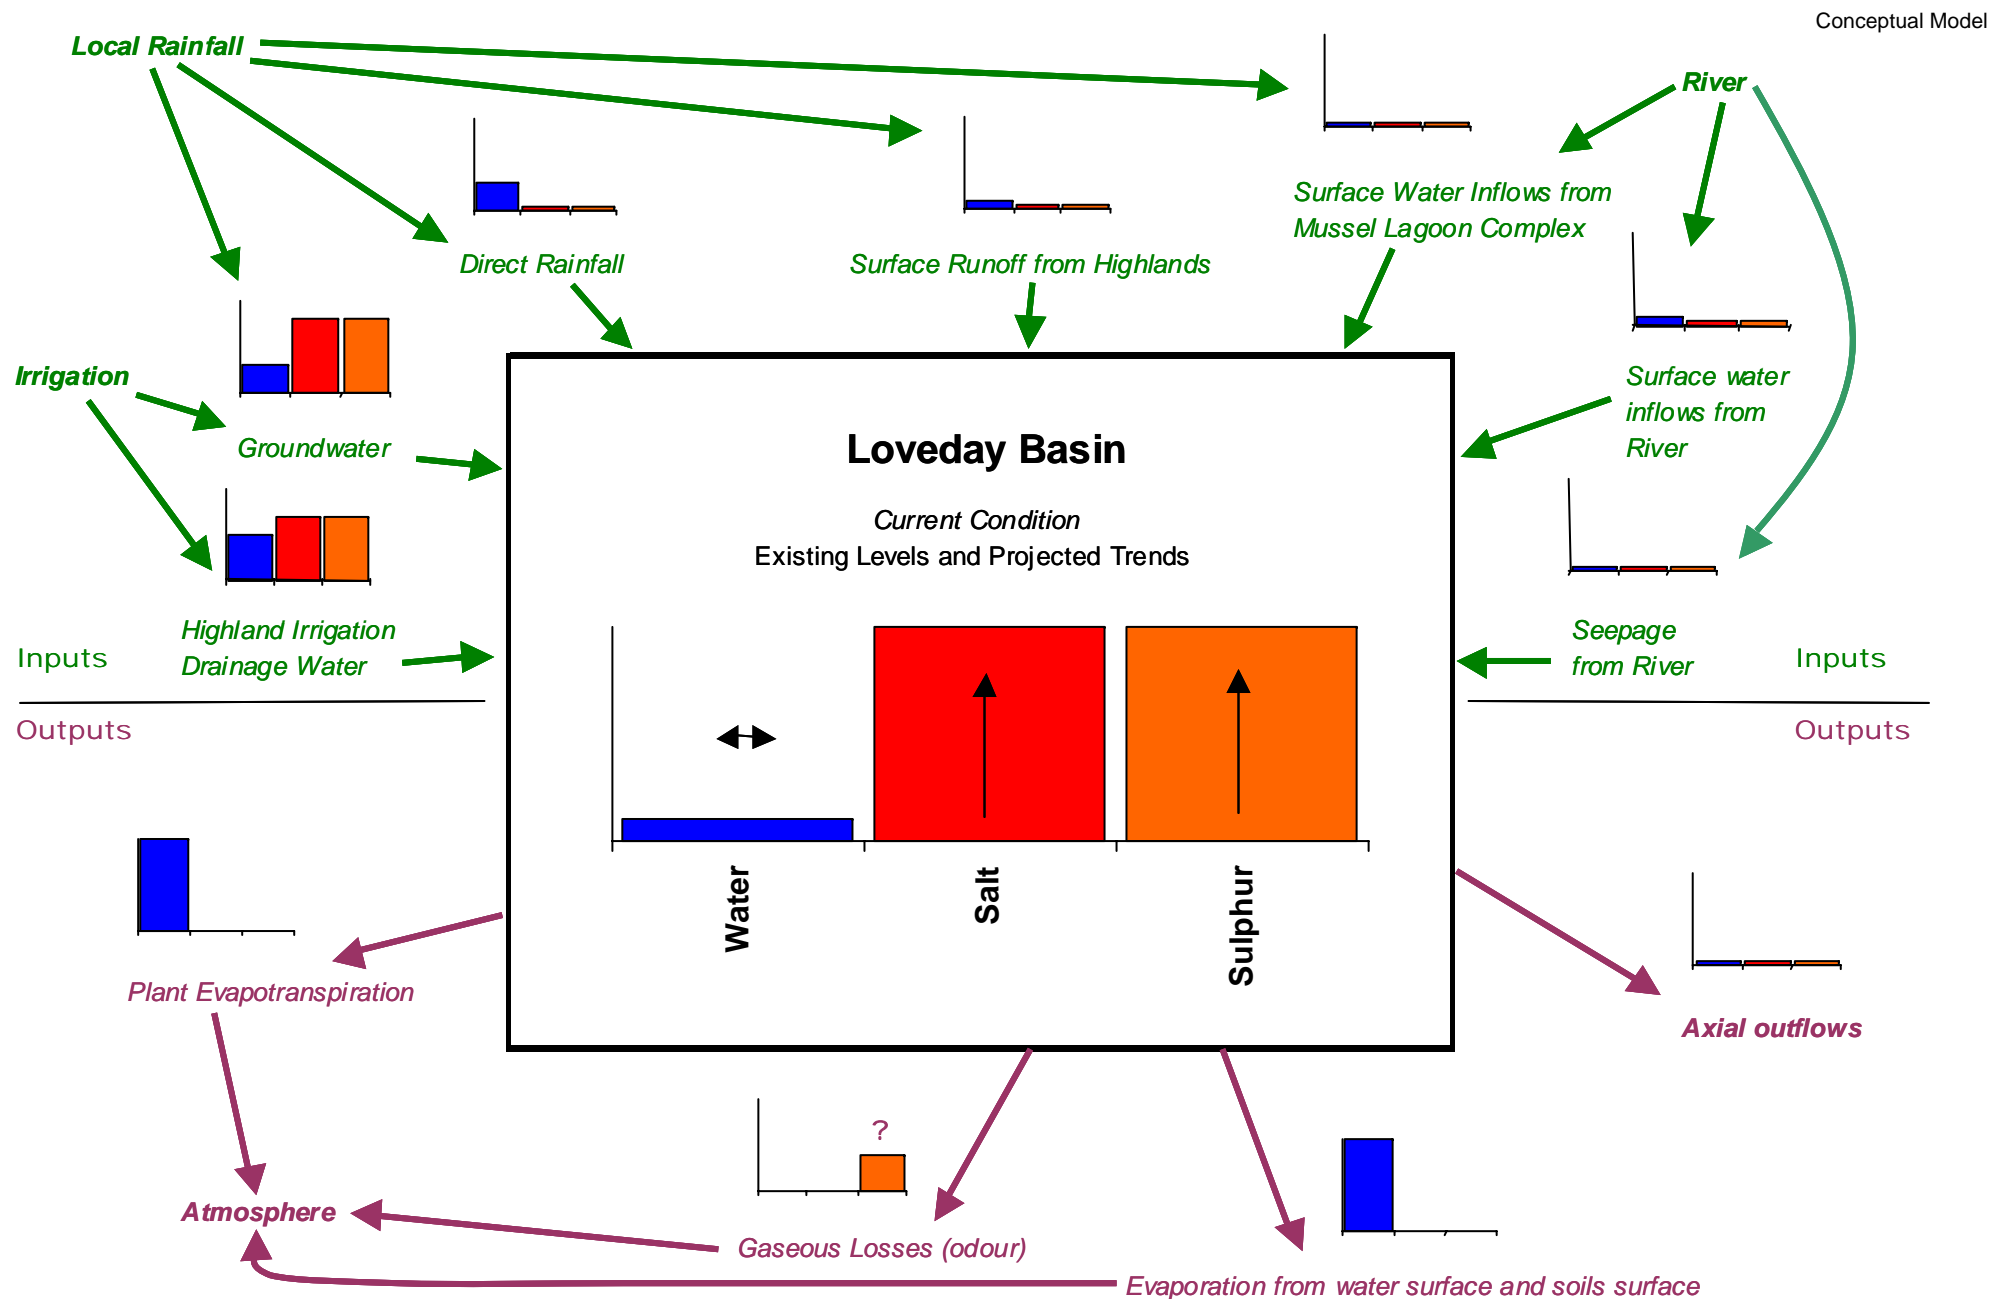 Conceptual Model
Local Rainfall
River
Surface Water Inflows from
Mussel Lagoon Complex
Direct Rainfall
Surface Runoff from Highlands
Irrigation
Surface water
inflows from
River
Groundwater
Loveday Basin
Current Condition
Existing Levels and Projected Trends
Highland Irrigation
Drainage Water
Seepage
from River
Inputs
Inputs
Outputs
Outputs
Water
Salt
Sulphur
Plant Evapotranspiration
Axial outflows
?
Atmosphere
Gaseous Losses (odour)
Evaporation from water surface and soils surface